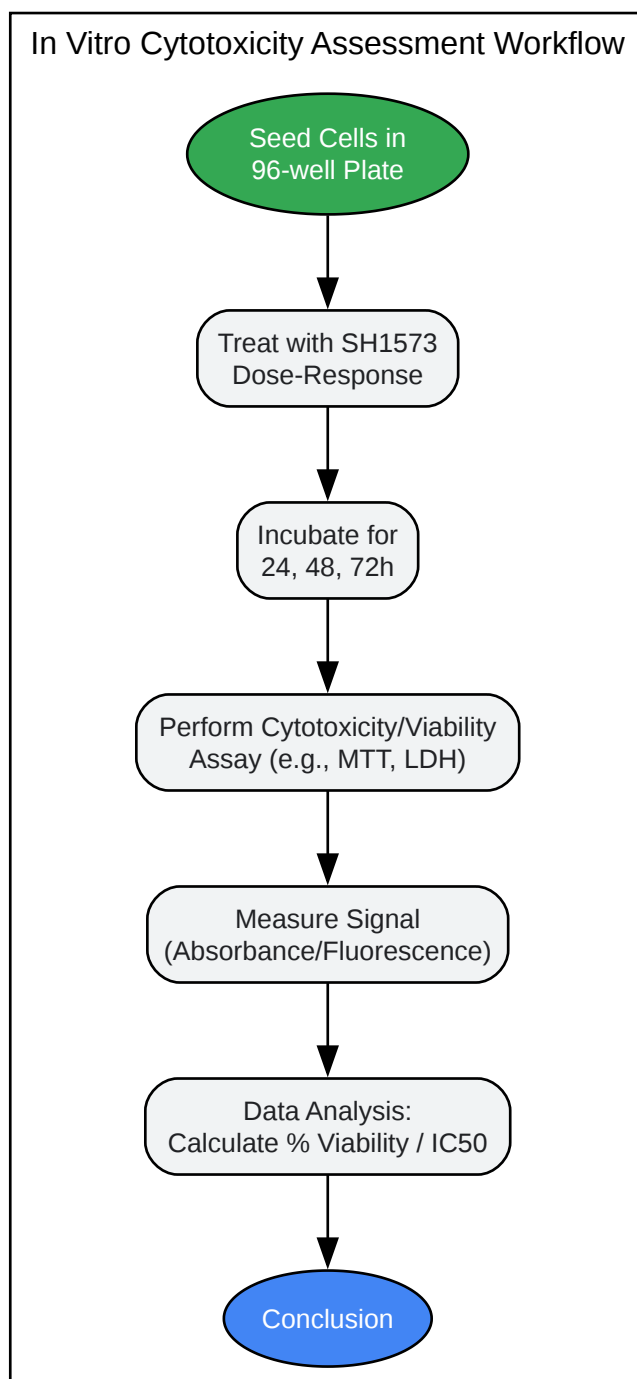 In Vitro Cytotoxicity Assessment Workflow
Seed Cells in
96-well Plate
Treat with SH1573
Dose-Response
Incubate for
24, 48, 72h
Perform Cytotoxicity/Viability
Assay (e.g., MTT, LDH)
Measure Signal
(Absorbance/Fluorescence)
Data Analysis:
Calculate % Viability / IC50
Conclusion